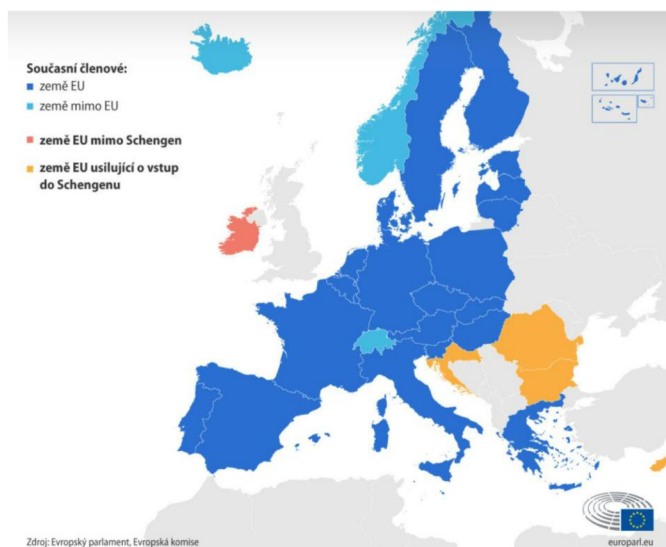 Současní členové:
země EU
země mimo EU
země EU mimo Schengen
země EU usilující o vstup
do Schengenu
Zdroj: Evropský parlament, Evropská komise
europarl.eu